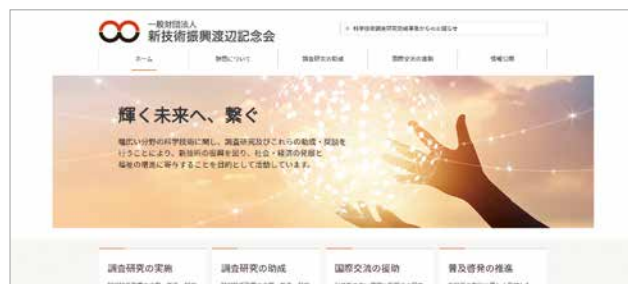 一般財団法人
新技術振興渡辺記念会
科学技術調査研究助成事業からのお知らせ
ホーム
財団について
調査研究の助成
国際交流の援助
情報公開
輝く未来へ、繋ぐ
幅広い分野の科学技術に関し、調査研究及びこれらの助成・奨励を
行うことにより、新技術の振興を図り、社会・経済の発展と
福祉の増進に寄与することを目的として活動しています。
調査研究の実施
調査研究の助成
国際交流の援助
普及啓発の推進